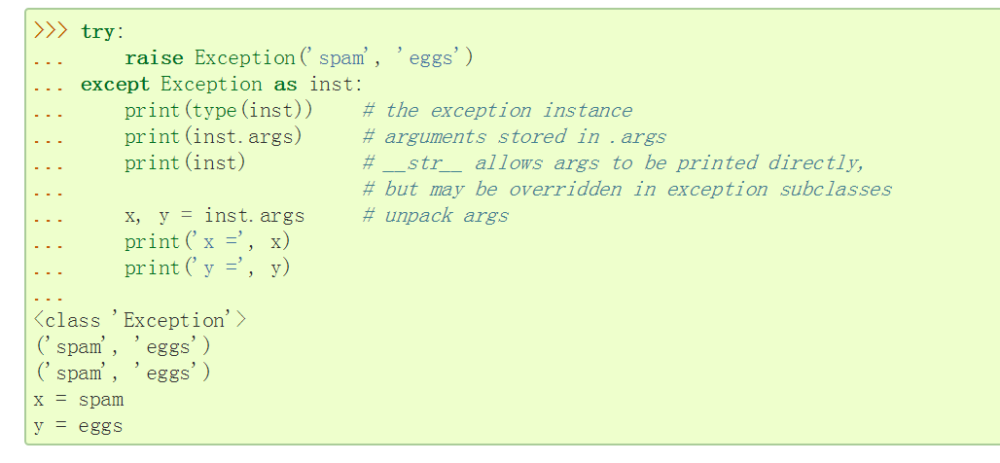 >>> try:
...     raise Exception('spam', 'eggs')
... except Exception as inst:
...     print(type(inst))    # the exception instance
...     print(inst.args)     # arguments stored in .args
...     print(inst)          # __str__ allows args to be printed directly,
...                          # but may be overridden in exception subclasses
...     x, y = inst.args     # unpack args
...     print('x =', x)
...     print('y =', y)
...
<class 'Exception'>
('spam', 'eggs')
('spam', 'eggs')
x = spam
y = eggs